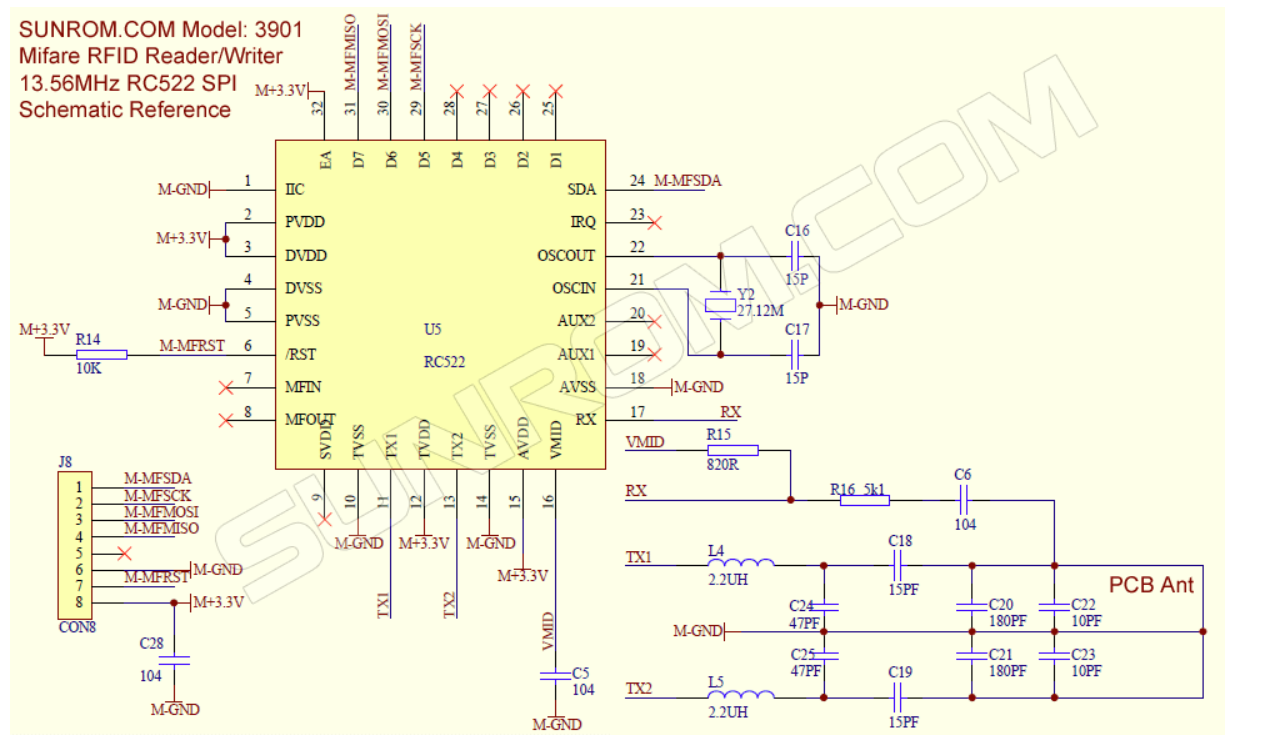 SUNROM.COM Model: 3901
Mifare RFID Reader/Writer
13.56MHz RC522 SPI
Schematic Reference
M-MFMISO
M-MFMOSI
M-MFSCK
M+3.3V
32
31
30
29
28
27
26
25
EA
D7
D6
D5
D4
D3
D2
D1
M-GND
1
IIC
2
PVDD
M+3.3V
3
DVDD
4
DVSS
M-GND
5
PVSS
M+3.3V
R14
10K
M-MFRST
6
/RST
7
MFIN
8
MFOUT
U5
RC522
SDA
24
M-MFSDA
IRQ
23
OSCOUT
22
OSCIN
21
AUX2
20
AUX1
19
AVSS
18
M-GND
RX
17
RX
C16
15P
Y2
27.12M
M-GND
C17
15P
SVDD
TVSS
TX1
TVDD
TX2
TVSS
AVDD
VMID
9
10
11
12
13
14
15
16
M-GND
M+3.3V
M-GND
M+3.3V
TX1
TX2
VMID
C5
104
M-GND
J8
1
M-MFSDA
2
M-MFSCK
3
M-MFMOSI
4
M-MFMISO
5
6
M-GND
7
M-MFRST
8
M+3.3V
CON8
C28
104
M-GND
VMID
R15
820R
RX
R16 5k1
C6
104
TX1
L4
2.2UH
C18
15PF
PCB Ant
C24
47PF
C20
180PF
C22
10PF
M-GND
C25
47PF
C21
180PF
C23
10PF
TX2
L5
2.2UH
C19
15PF
SUNROM.COM